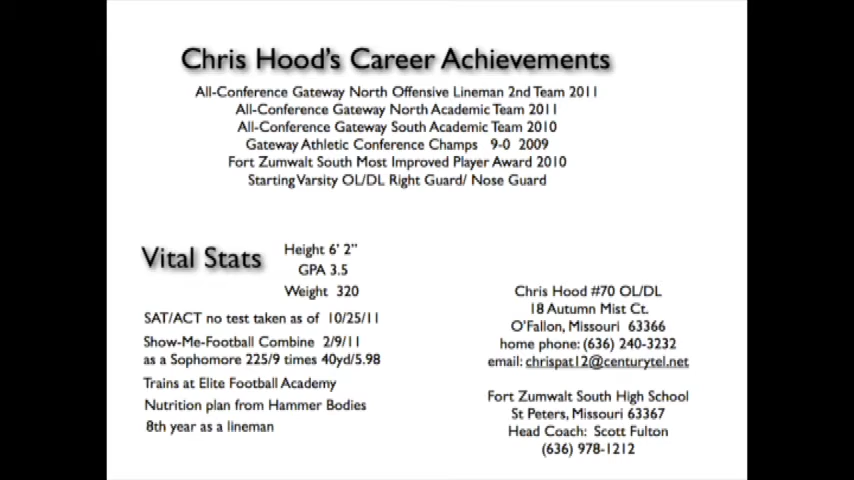 Chris Hood's Career Achievements
All-Conference Gateway North Offensive Lineman 2nd Team 2011
All-Conference Gateway North Academic Team 2011
All-Conference Gateway South Academic Team 2010
Gateway Athletic Conference Champs 9-0 2009
Fort Zumwalt South Most Improved Player Award 2010
Starting Varsity OL/DL Right Guard/ Nose Guard
Vital Stats
Height 6' 2"
GPA 3.5
Weight 320
SAT/ACT no test taken as of 10/25/11
Show-Me-Football Combine 2/9/11
as a Sophomore 225/9 times 40yd/5.98
Trains at Elite Football Academy
Nutrition plan from Hammer Bodies
8th year as a lineman
Chris Hood #70 OL/DL
18 Autumn Mist Ct.
O'Fallon, Missouri 63366
home phone: (636) 240-3232
email: chrispat12@centurytel.net
Fort Zumwalt South High School
St Peters, Missouri 63367
Head Coach: Scott Fulton
(636) 978-1212